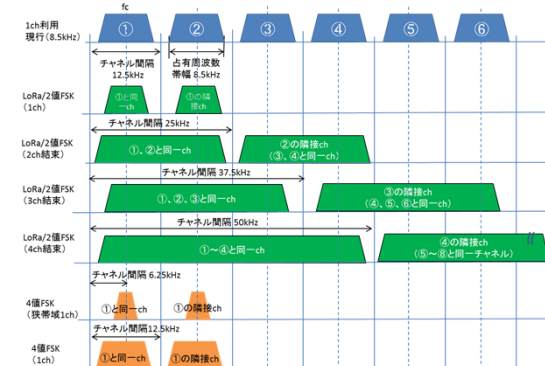 fc
1ch利用
現行（8.5kHz）
①
②
③
④
⑤
⑥
チャネル間隔
12.5kHz
占有周波数
帯幅 8.5kHz
LoRa/2値FSK
（1ch）
①と同
一ch
①の隣
接ch
チャネル間隔 25kHz
LoRa/2値FSK
（2ch結束）
①、②と同一ch
②の隣接ch
（③、④と同一ch）
チャネル間隔 37.5kHz
LoRa/2値FSK
（3ch結束）
①、②、③と同一ch
③の隣接ch
（④、⑤、⑥と同一ch）
チャネル間隔 50kHz
LoRa/2値FSK
（4ch結束）
①～④と同一ch
④の隣接ch
（⑤～⑧と同一チャネル）
チャネル間隔 6.25kHz
4値FSK
（狭帯域1ch）
①と同一ch
①の隣接ch
チャネル間隔12.5kHz
4値FSK
（1ch）
①と同一ch
①の隣接ch